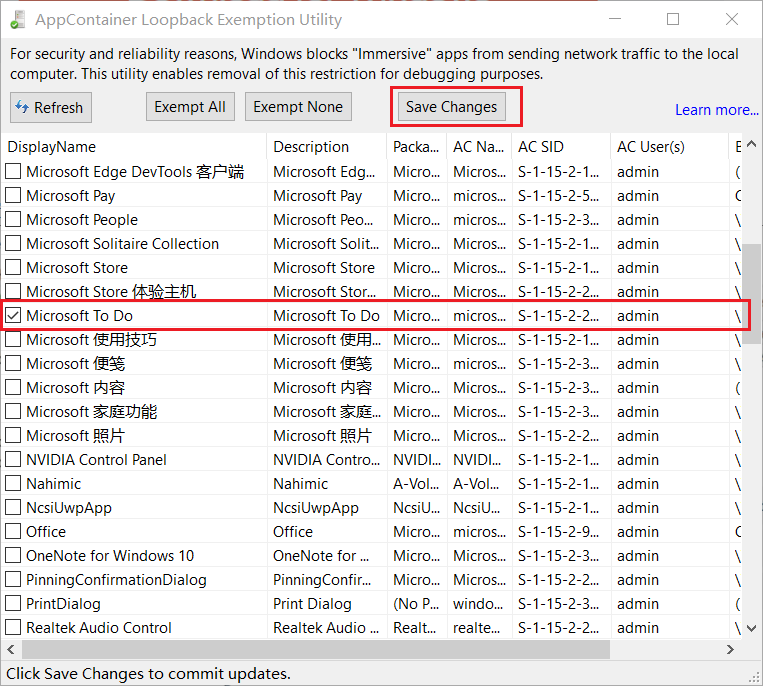 AppContainer Loopback Exemption Utility
For security and reliability reasons, Windows blocks "Immersive" apps from sending network traffic to the local
computer. This utility enables removal of this restriction for debugging purposes.
Refresh Exempt All Exempt None Save Changes Learn more...
DisplayName Description Packa... AC Na... AC SID AC User(s)
Microsoft Edge DevTools 客户端 Microsoft Edg... Micro... Micros... S-1-15-2-1... admin
Microsoft Pay Microsoft Pay Micro... micros... S-1-15-2-5... admin
Microsoft People Microsoft Peo... Micro... micros... S-1-15-2-3... admin
Microsoft Solitaire Collection Microsoft Solit... Micro... micros... S-1-15-2-1... admin
Microsoft Store Microsoft Store Micro... micros... S-1-15-2-1... admin
Microsoft Store 体验主机 Microsoft Stor... Micro... micros... S-1-15-2-2... admin
Microsoft To Do Microsoft To Do Micro... micros... S-1-15-2-2... admin
Microsoft 使用技巧 Microsoft 使用... Micro... micros... S-1-15-2-1... admin
Microsoft 便笺 Microsoft 便笺 Micro... micros... S-1-15-2-3... admin
Microsoft 内容 Microsoft 内容 Micro... micros... S-1-15-2-3... admin
Microsoft 家庭功能 Microsoft 家庭... Micro... micros... S-1-15-2-3... admin
Microsoft 照片 Microsoft 照片 Micro... micros... S-1-15-2-2... admin
NVIDIA Control Panel NVIDIA Contro... NVIDI... NVIDI... S-1-15-2-1... admin
Nahimic Nahimic A-Vol... A-Vol... S-1-15-2-1... admin
NcsiUwpApp NcsiUwpApp NcsiU... NcsiU... S-1-15-2-1... admin
Office Office Micro... micros... S-1-15-2-9... admin
OneNote for Windows 10 OneNote for ... Micro... micros... S-1-15-2-3... admin
PinningConfirmationDialog PinningConfir... Micro... micros... S-1-15-2-2... admin
PrintDialog Print Dialog (No P... windo... S-1-15-2-3... admin
Realtek Audio Control Realtek Audio ... Realt... realte... S-1-15-2-2... admin
Click Save Changes to commit updates.